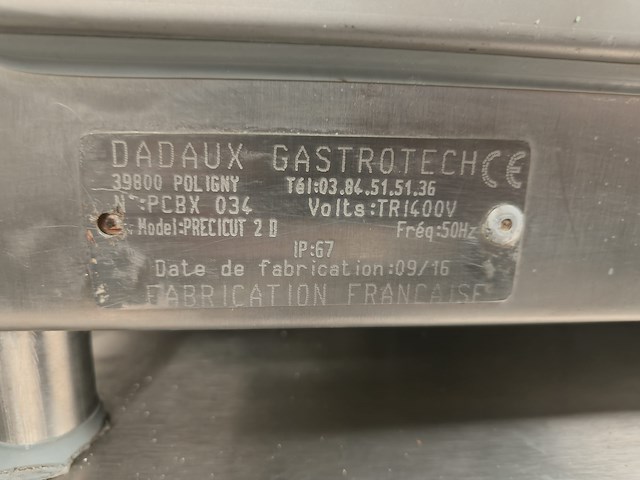 DADAUX GASTROTECH CE
39800 POLIGNY Tél:03.84.51.51.36
N°:PCBX 034 Volts:TRI400V
Model:PRECICUT 2 D Fréq:50Hz
IP:67
Date de fabrication:09/16
FABRICATION FRANCAISE